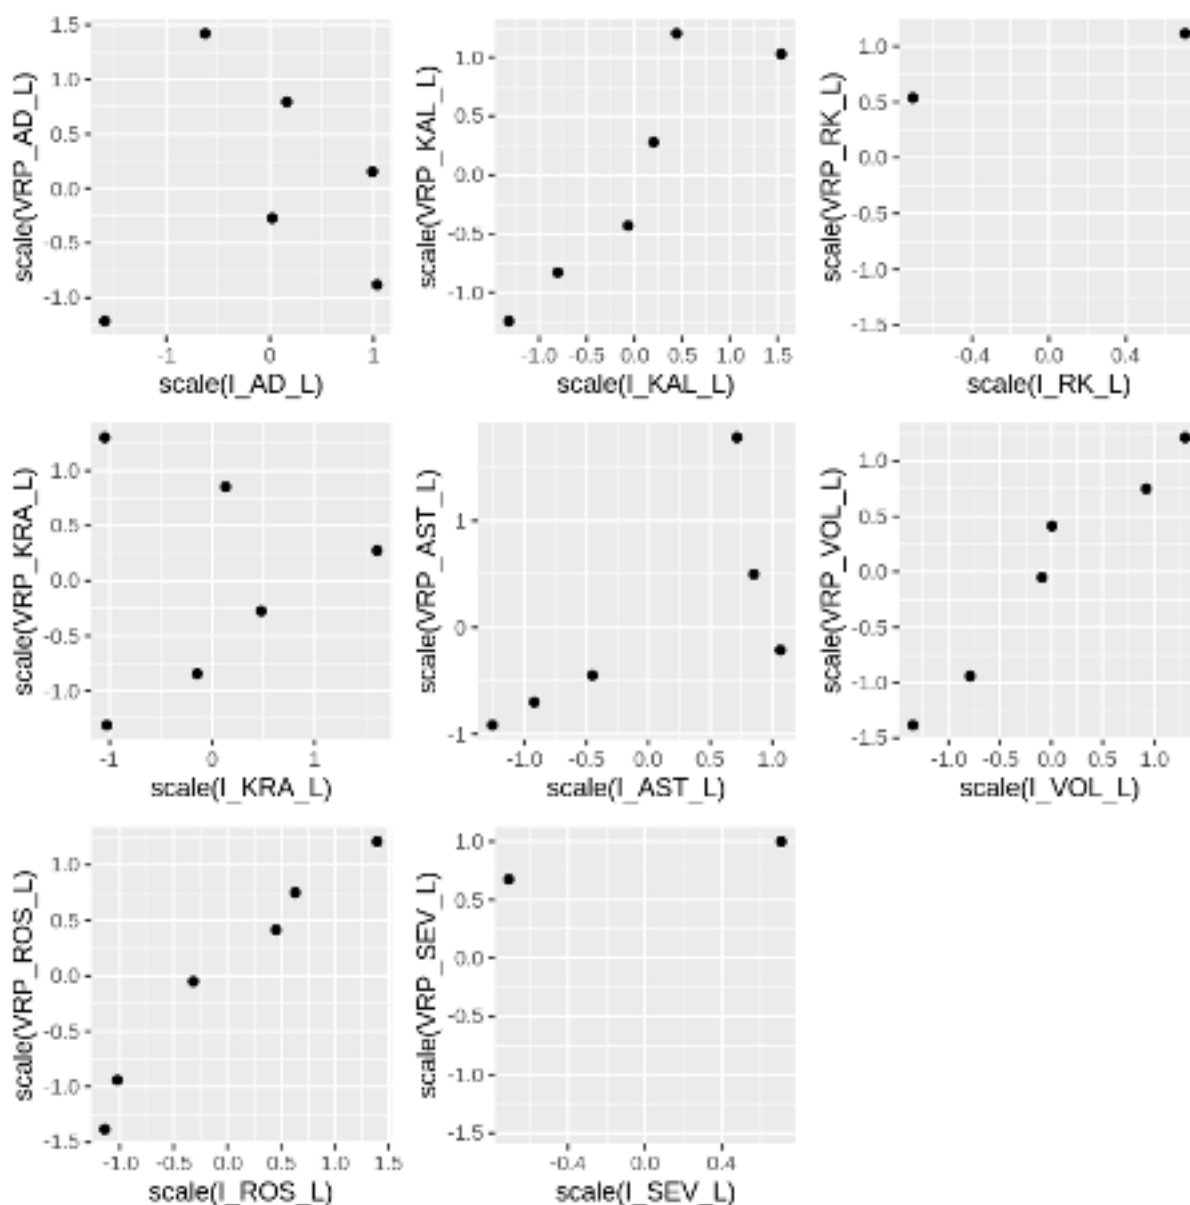 scale(VRP_AD_L)
1.5
1.0
0.5
0.0
-0.5
-1.0
-1
0
1
scale(I_AD_L)
scale(VRP_KAL_L)
1.0
0.5
0.0
-0.5
-1.0
-1.0 -0.5 0.0 0.5 1.0 1.5
scale(I_KAL_L)
scale(VRP_RK_L)
1.0
0.5
0.0
-0.5
-1.0
-1.5
-0.4 0.0 0.4
scale(I_RK_L)
scale(VRP_KRA_L)
1.0
0.5
0.0
-0.5
-1.0
-1 0 1
scale(I_KRA_L)
scale(VRP_AST_L)
1
0
-1
-1.0 -0.5 0.0 0.5 1.0
scale(I_AST_L)
scale(VRP_VOL_L)
1.0
0.5
0.0
-0.5
-1.0
-1.5
-1.0 -0.5 0.0 0.5 1.0
scale(I_VOL_L)
scale(VRP_ROS_L)
1.0
0.5
0.0
-0.5
-1.0
-1.5
-1.0 -0.5 0.0 0.5 1.0 1.5
scale(I_ROS_L)
scale(VRP_SEV_L)
1.0
0.5
0.0
-0.5
-1.0
-1.5
-0.4 0.0 0.4
scale(I_SEV_L)